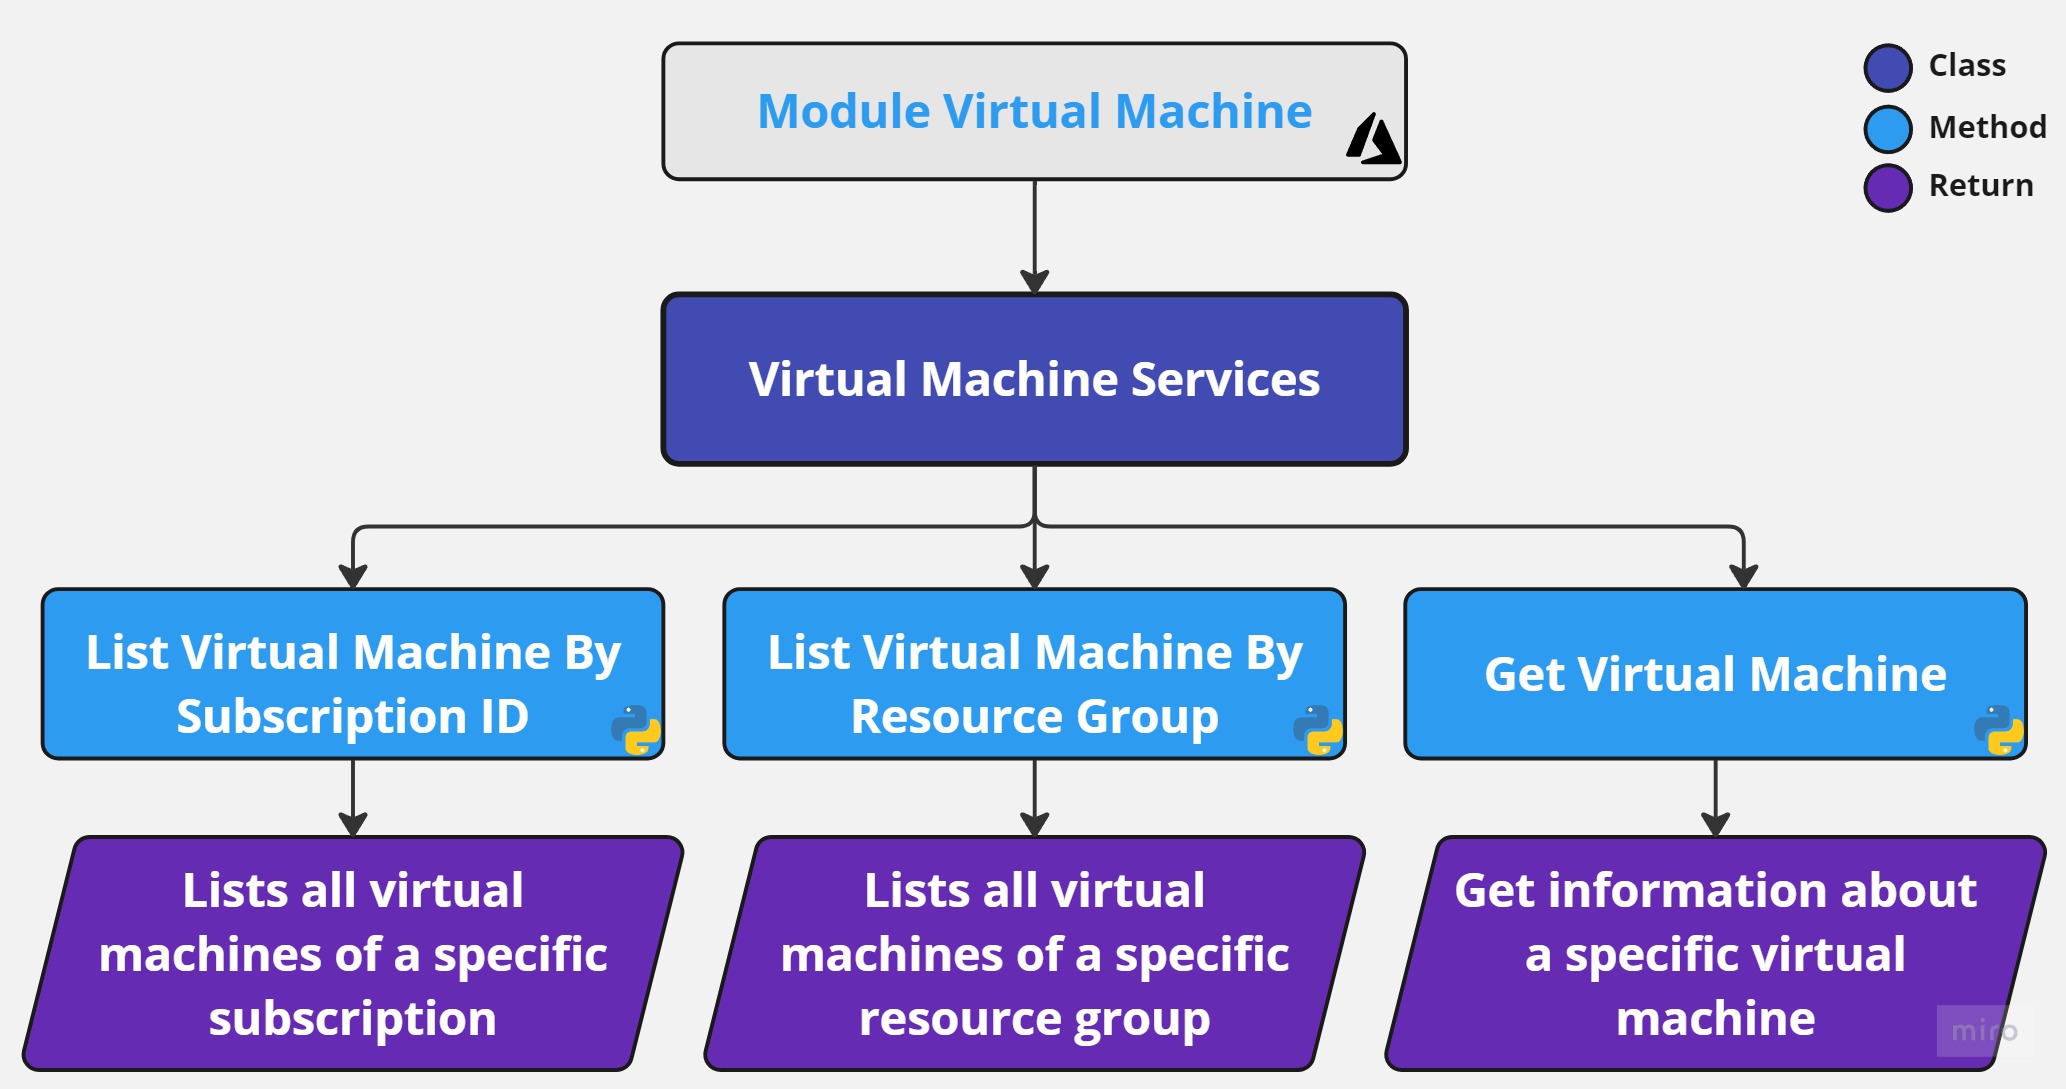 Module Virtual Machine
Class
Method
Return
Virtual Machine Services
List Virtual Machine By
Subscription ID
List Virtual Machine By
Resource Group
Get Virtual Machine
Lists all virtual
machines of a specific
subscription
Lists all virtual
machines of a specific
resource group
Get information about
a specific virtual
machine
miro